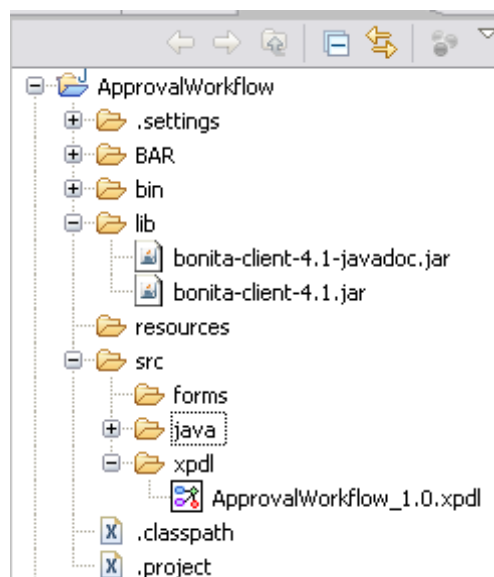 ApprovalWorkflow
.settings
BAR
bin
lib
bonita-client-4.1-javadoc.jar
bonita-client-4.1.jar
resources
src
forms
java
xpdl
ApprovalWorkflow_1.0.xpdl
.classpath
.project